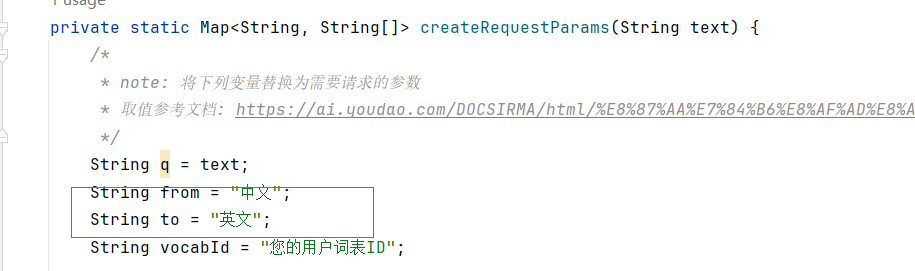 1 usage
private static Map<String, String[]> createRequestParams(String text) {
/*
* note: 将下列变量替换为需要请求的参数
* 取值参考文档: https://ai.youdao.com/DOCSIRMA/html/%E8%87%AA%E7%84%B6%E8%AF%AD%E8%A
*/
String q = text;
String from = "中文";
String to = "英文";
String vocabId = "您的用户词表ID";